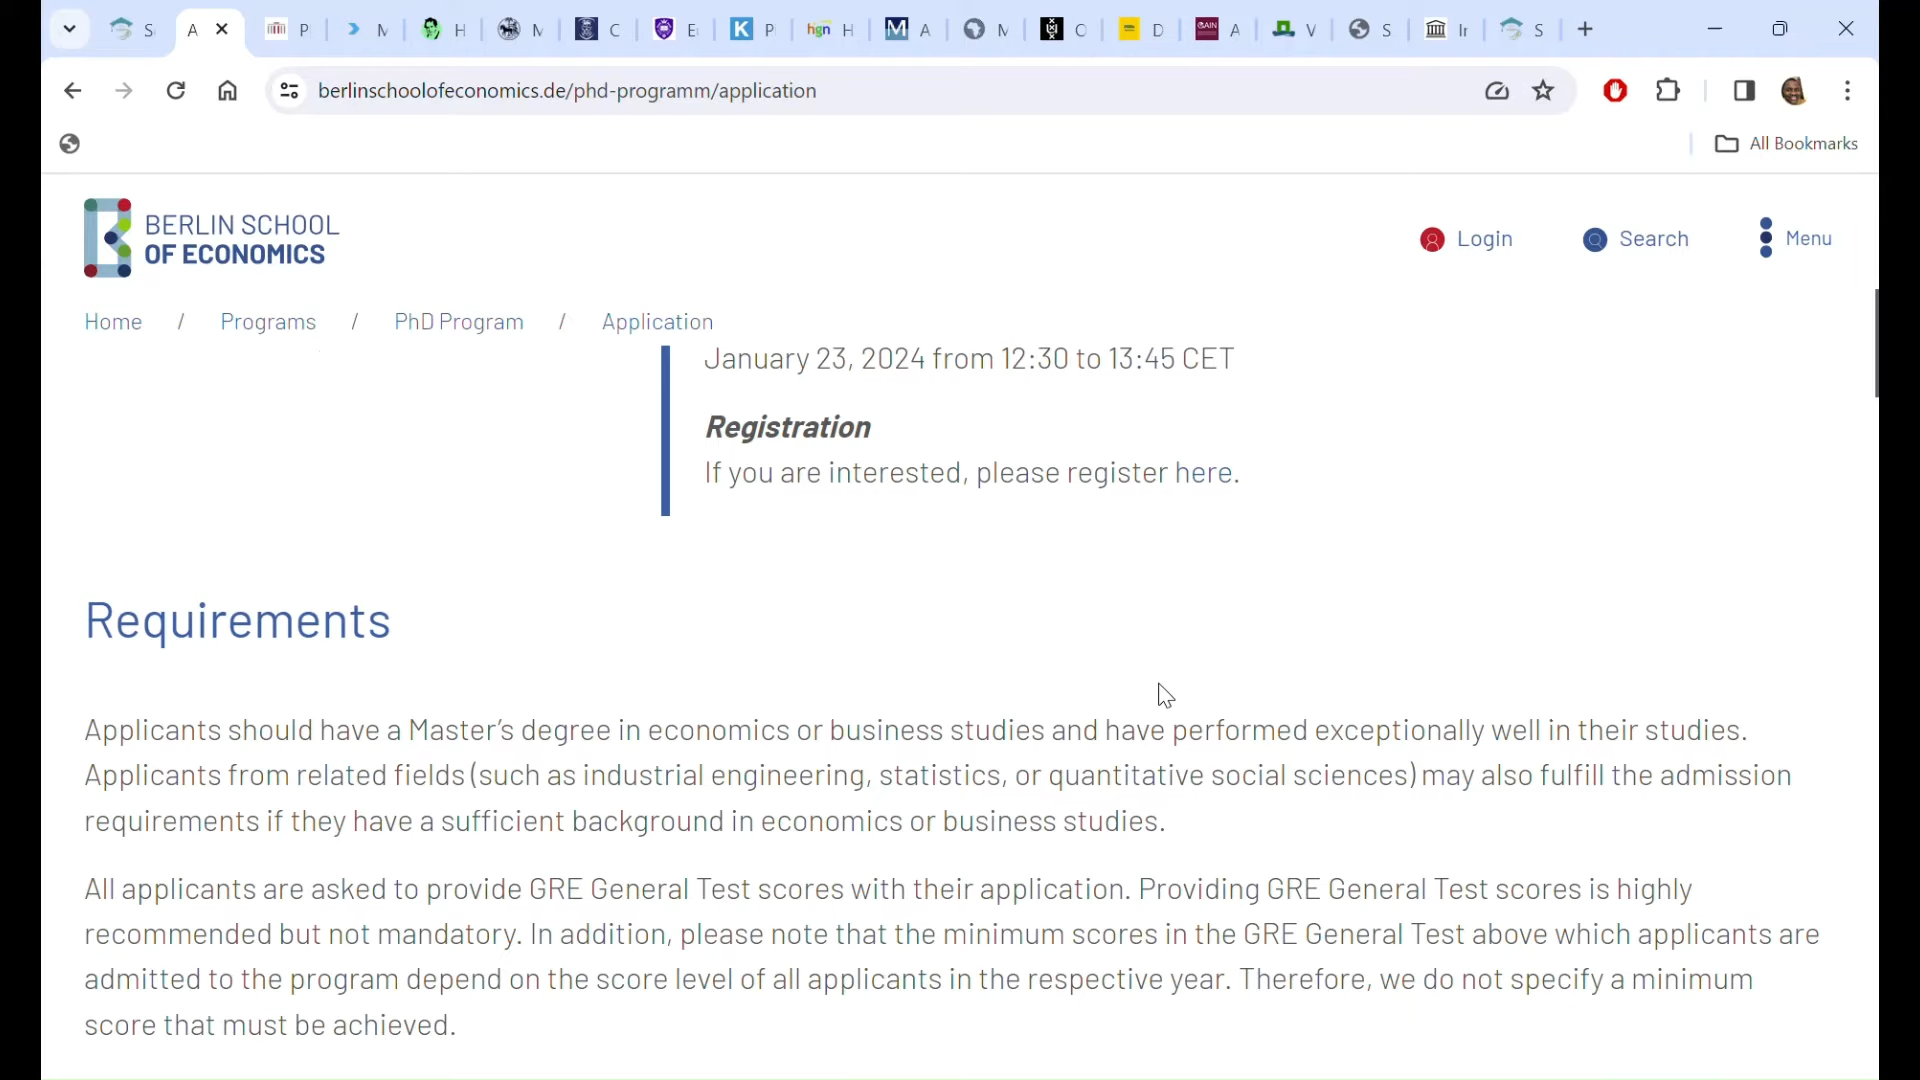 S A P M H M C E K P hgn H M A M O D GAIN A V S Ir S
berlinschoolofeconomics.de/phd-programm/application
All Bookmarks
BERLIN SCHOOL
OF ECONOMICS
Login Search Menu
Home / Programs / PhD Program / Application
January 23, 2024 from 12:30 to 13:45 CET
Registration
If you are interested, please register here.
Requirements
Applicants should have a Master’s degree in economics or business studies and have performed exceptionally well in their studies.
Applicants from related fields (such as industrial engineering, statistics, or quantitative social sciences) may also fulfill the admission
requirements if they have a sufficient background in economics or business studies.
All applicants are asked to provide GRE General Test scores with their application. Providing GRE General Test scores is highly
recommended but not mandatory. In addition, please note that the minimum scores in the GRE General Test above which applicants are
admitted to the program depend on the score level of all applicants in the respective year. Therefore, we do not specify a minimum
score that must be achieved.